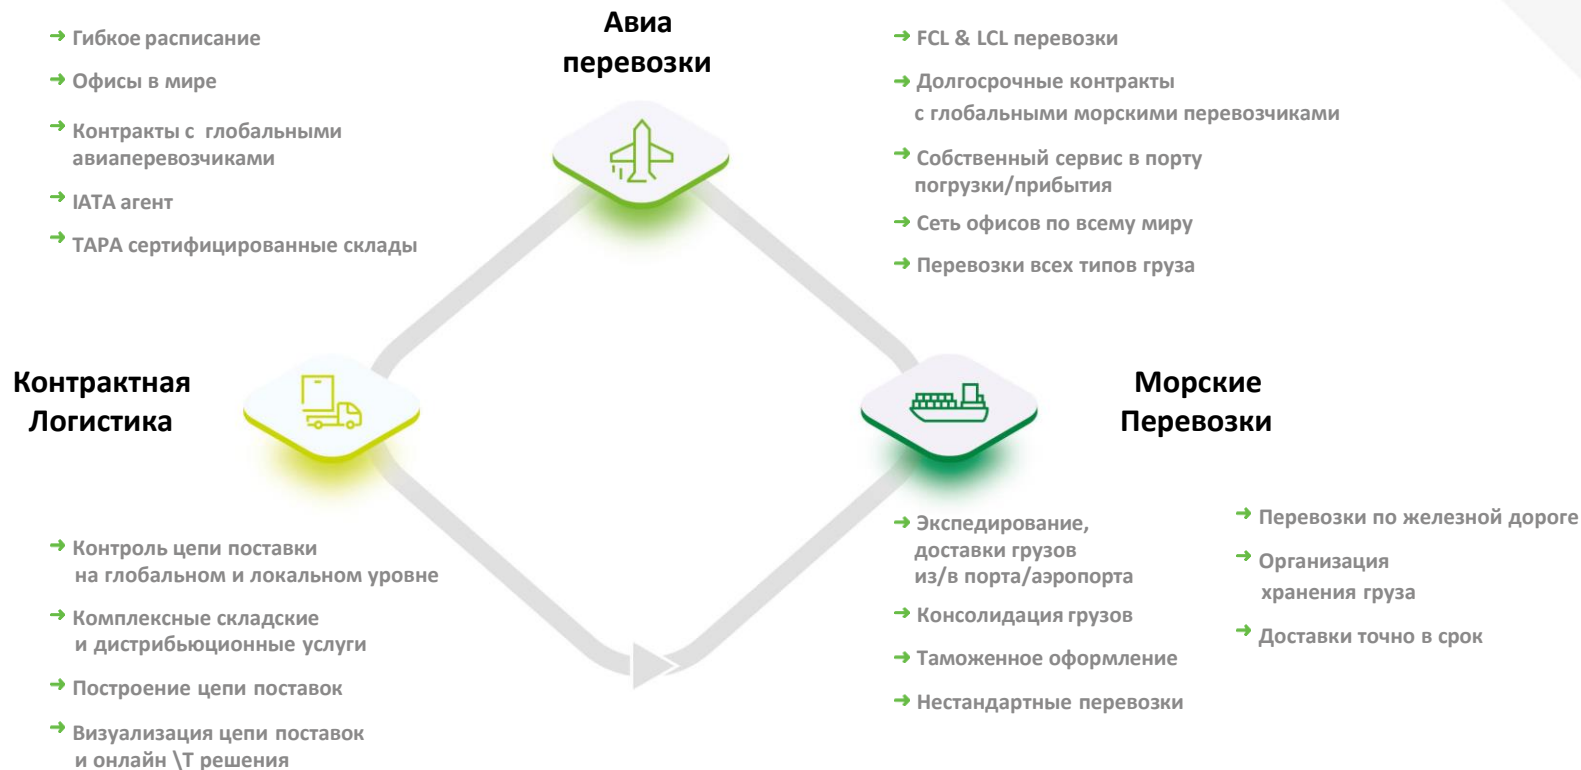 Авиа
перевозки
Гибкое расписание
Офисы в мире
Контракты с глобальными
авиаперевозчиками
IATA агент
TAPA сертифицированные склады
FCL & LCL перевозки
Долгосрочные контракты
с глобальными морскими перевозчиками
Собственный сервис в порту
погрузки/прибытия
Сеть офисов по всему миру
Перевозки всех типов груза
Контрактная
Логистика
Морские
Перевозки
Контроль цепи поставки
на глобальном и локальном уровне
Комплексные складские
и дистрибьюционные услуги
Построение цепи поставок
Визуализация цепи поставок
и онлайн \T решения
Экспедирование,
доставки грузов
из/в порта/аэропорта
Консолидация грузов
Таможенное оформление
Нестандартные перевозки
Перевозки по железной дороге
Организация
хранения груза
Доставки точно в срок